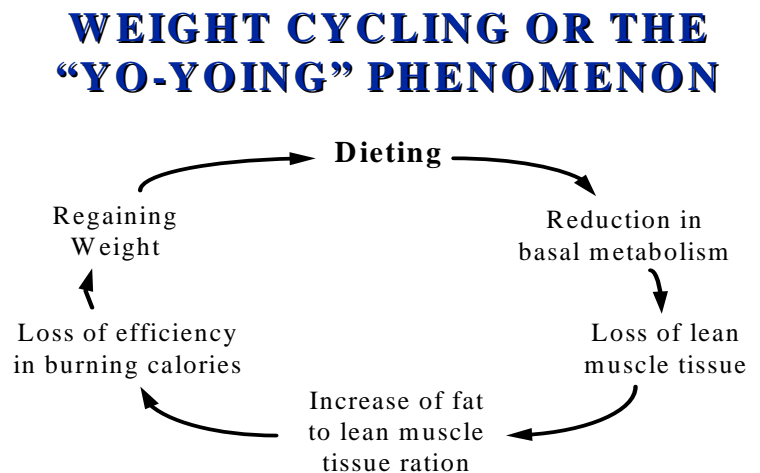 WEIGHT CYCLING OR THE
“YO-YOING” PHENOMENON
Dieting
Reduction in
basal metabolism
Loss of lean
muscle tissue
Increase of fat
to lean muscle
tissue ration
Loss of efficiency
in burning calories
Regaining
Weight